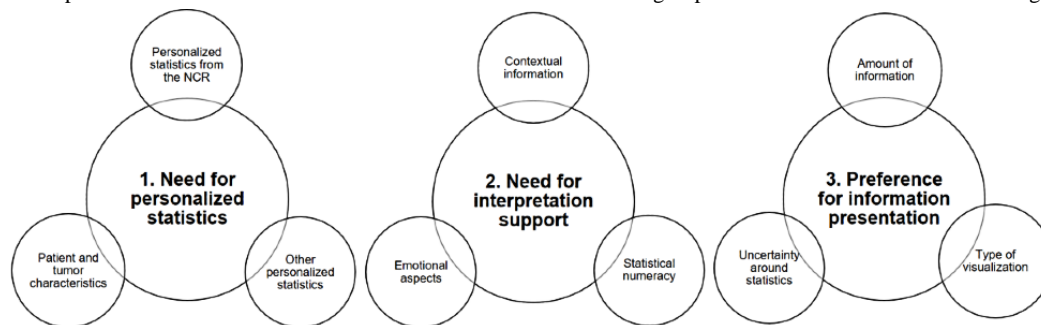 Personalized
statistics from
the NCR
1. Need for
personalized
statistics
Patient and
tumor
characteristics
Other
personalized
statistics
Contextual
information
2. Need for
interpretation
support
Emotional
aspects
Statistical
numeracy
Amount of
information
3. Preference
for information
presentation
Uncertainty
around
statistics
Type of
visualization